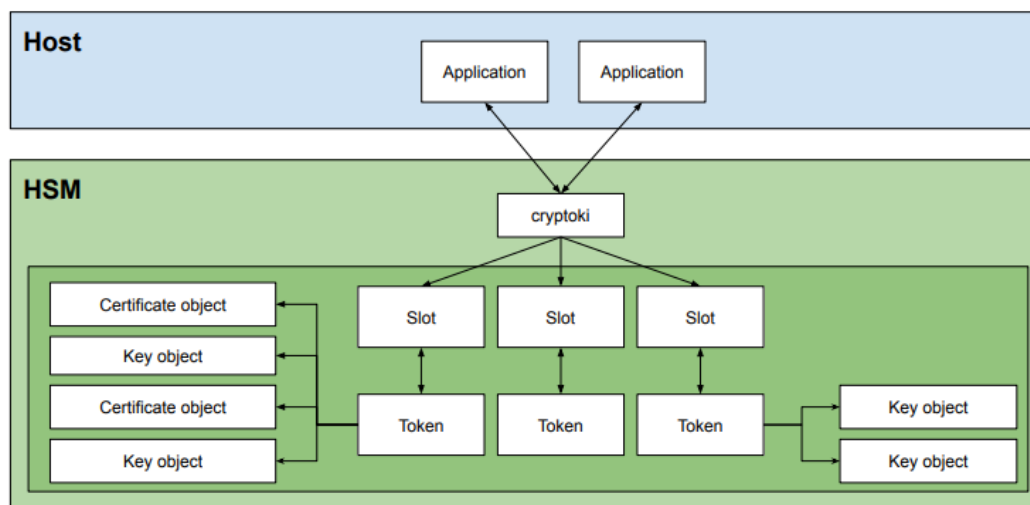 Host
Application
Application
HSM
cryptoki
Certificate object
Slot
Slot
Slot
Key object
Certificate object
Token
Token
Token
Key object
Key object
Key object